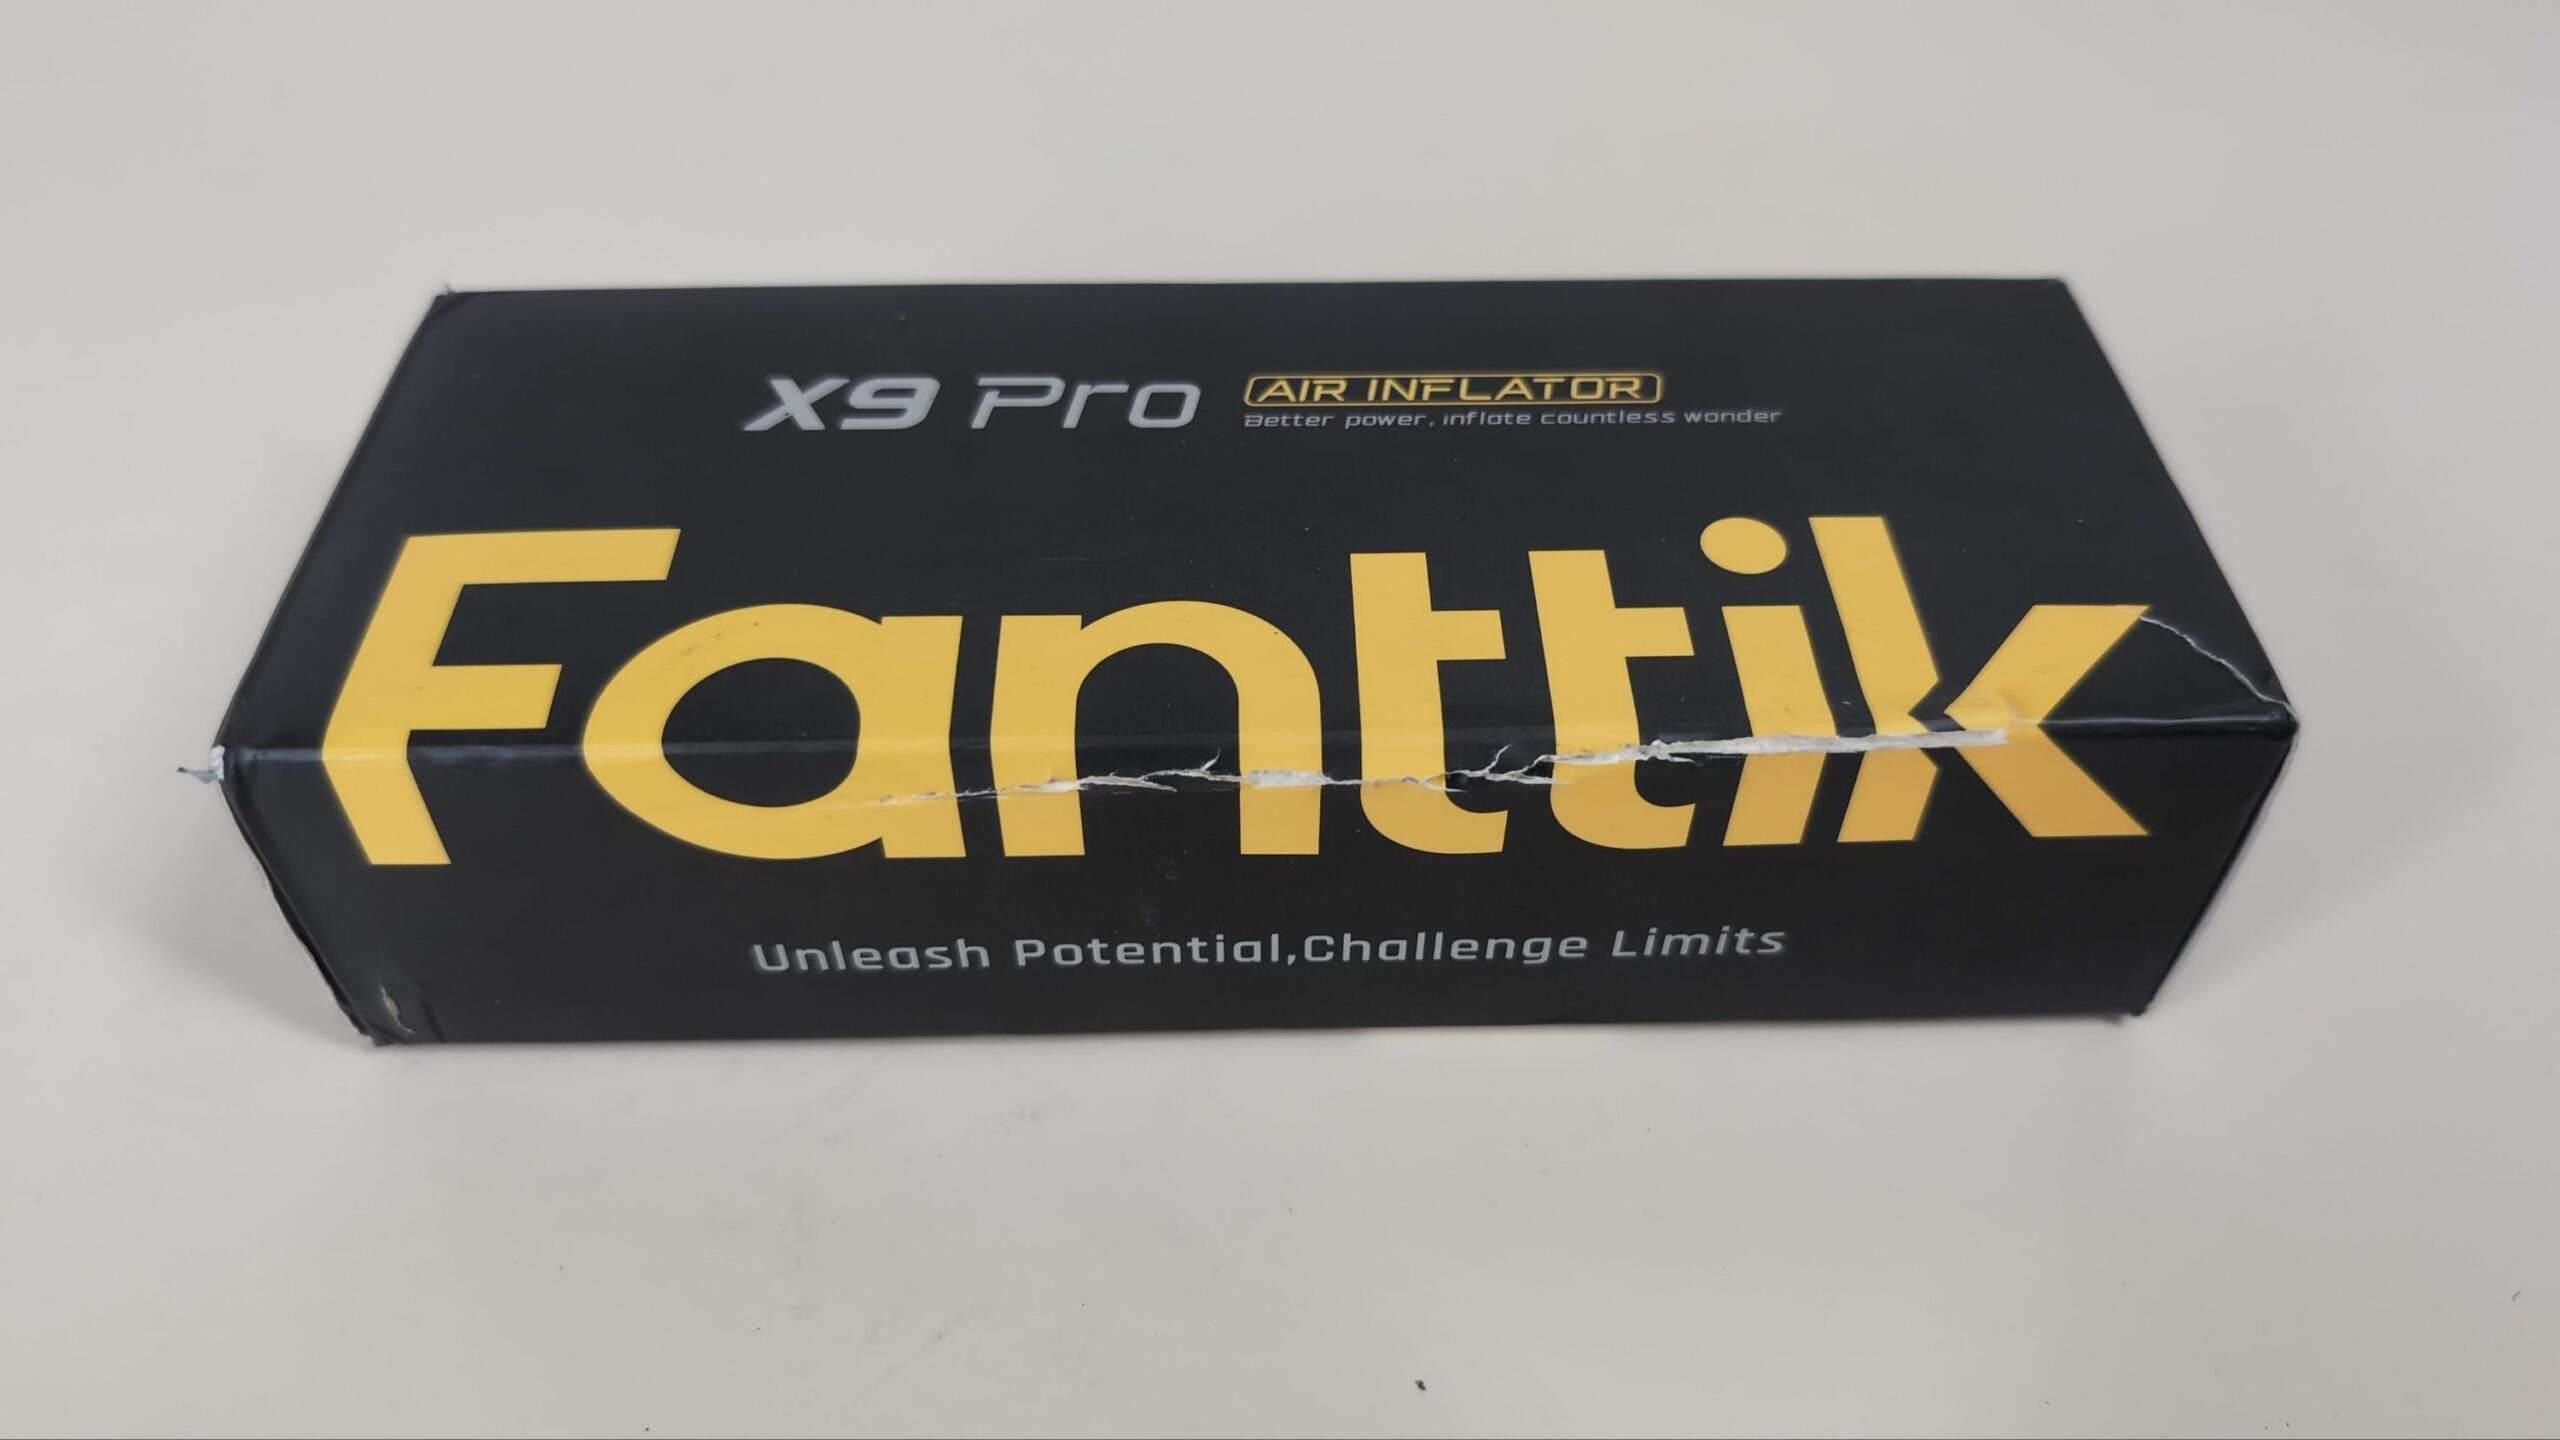 X9 Pro
AIR INFLATOR
Better power, inflate countless wonder
Fanttik
Unleash Potential,Challenge Limits